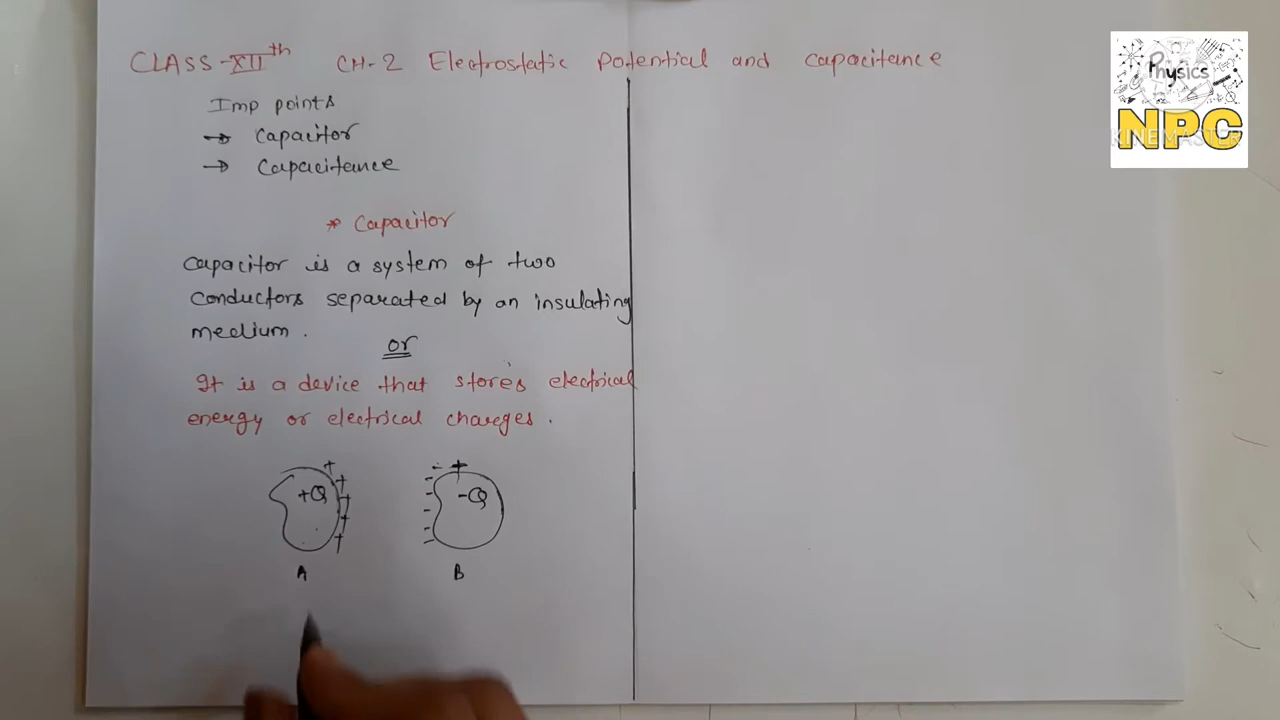 CLASS-XIIth CH-2 Electrostatic Potential and capacitance
Imp points
→ Capacitor
→ Capacitance
* Capacitor
Capacitor is a system of two
conductors separated by an insulating
medium.
or
It is a device that stores electrical
energy or electrical charges.
+Q -Q
A B
Physics
NPC
KINEMASTER